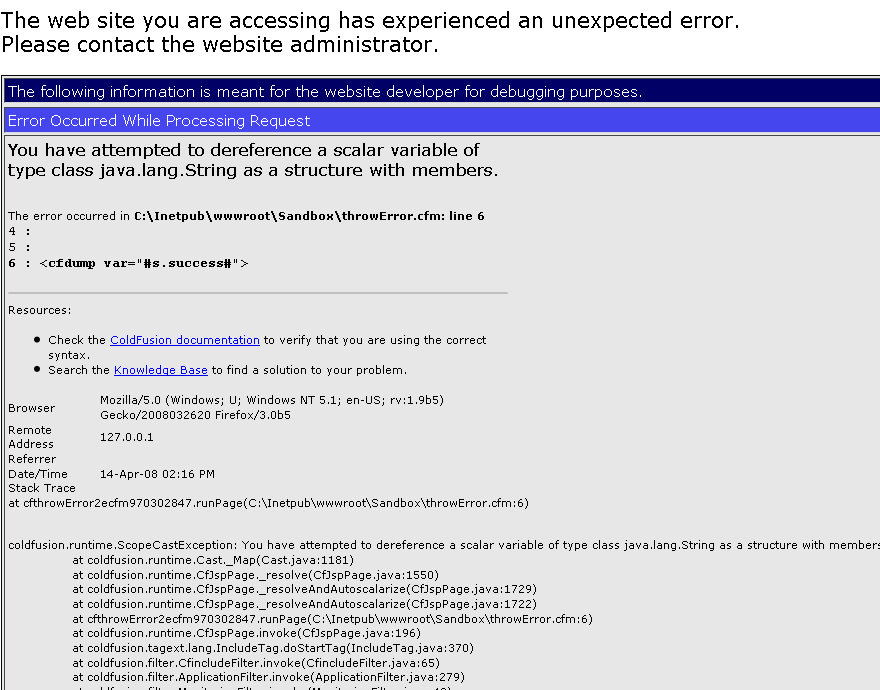 The web site you are accessing has experienced an unexpected error.
Please contact the website administrator.
The following information is meant for the website developer for debugging purposes.
Error Occurred While Processing Request
You have attempted to dereference a scalar variable of
type class java.lang.String as a structure with members.
The error occurred in C:\Inetpub\wwwroot\Sandbox\throwError.cfm: line 6
4 :
5 :
6 : <cfdump var="#s.success#">
Resources:
Check the ColdFusion documentation to verify that you are using the correct
syntax.
Search the Knowledge Base to find a solution to your problem.
Browser
Mozilla/5.0 (Windows; U; Windows NT 5.1; en-US; rv:1.9b5)
Gecko/2008032620 Firefox/3.0b5
Remote
Address
127.0.0.1
Referrer
Date/Time 14-Apr-08 02:16 PM
Stack Trace
at cfthrowError2ecfm970302847.runPage(C:\Inetpub\wwwroot\Sandbox\throwError.cfm:6)
coldfusion.runtime.ScopeCastException: You have attempted to dereference a scalar variable of type class java.lang.String as a structure with members
at coldfusion.runtime.Cast._Map(Cast.java:1181)
at coldfusion.runtime.CfJspPage._resolve(CfJspPage.java:1550)
at coldfusion.runtime.CfJspPage._resolveAndAutoscalarize(CfJspPage.java:1729)
at coldfusion.runtime.CfJspPage._resolveAndAutoscalarize(CfJspPage.java:1722)
at cfthrowError2ecfm970302847.runPage(C:\Inetpub\wwwroot\Sandbox\throwError.cfm:6)
at coldfusion.runtime.CfJspPage.invoke(CfJspPage.java:196)
at coldfusion.tagext.lang.IncludeTag.doStartTag(IncludeTag.java:370)
at coldfusion.filter.CfincludeFilter.invoke(CfincludeFilter.java:65)
at coldfusion.filter.ApplicationFilter.invoke(ApplicationFilter.java:279)